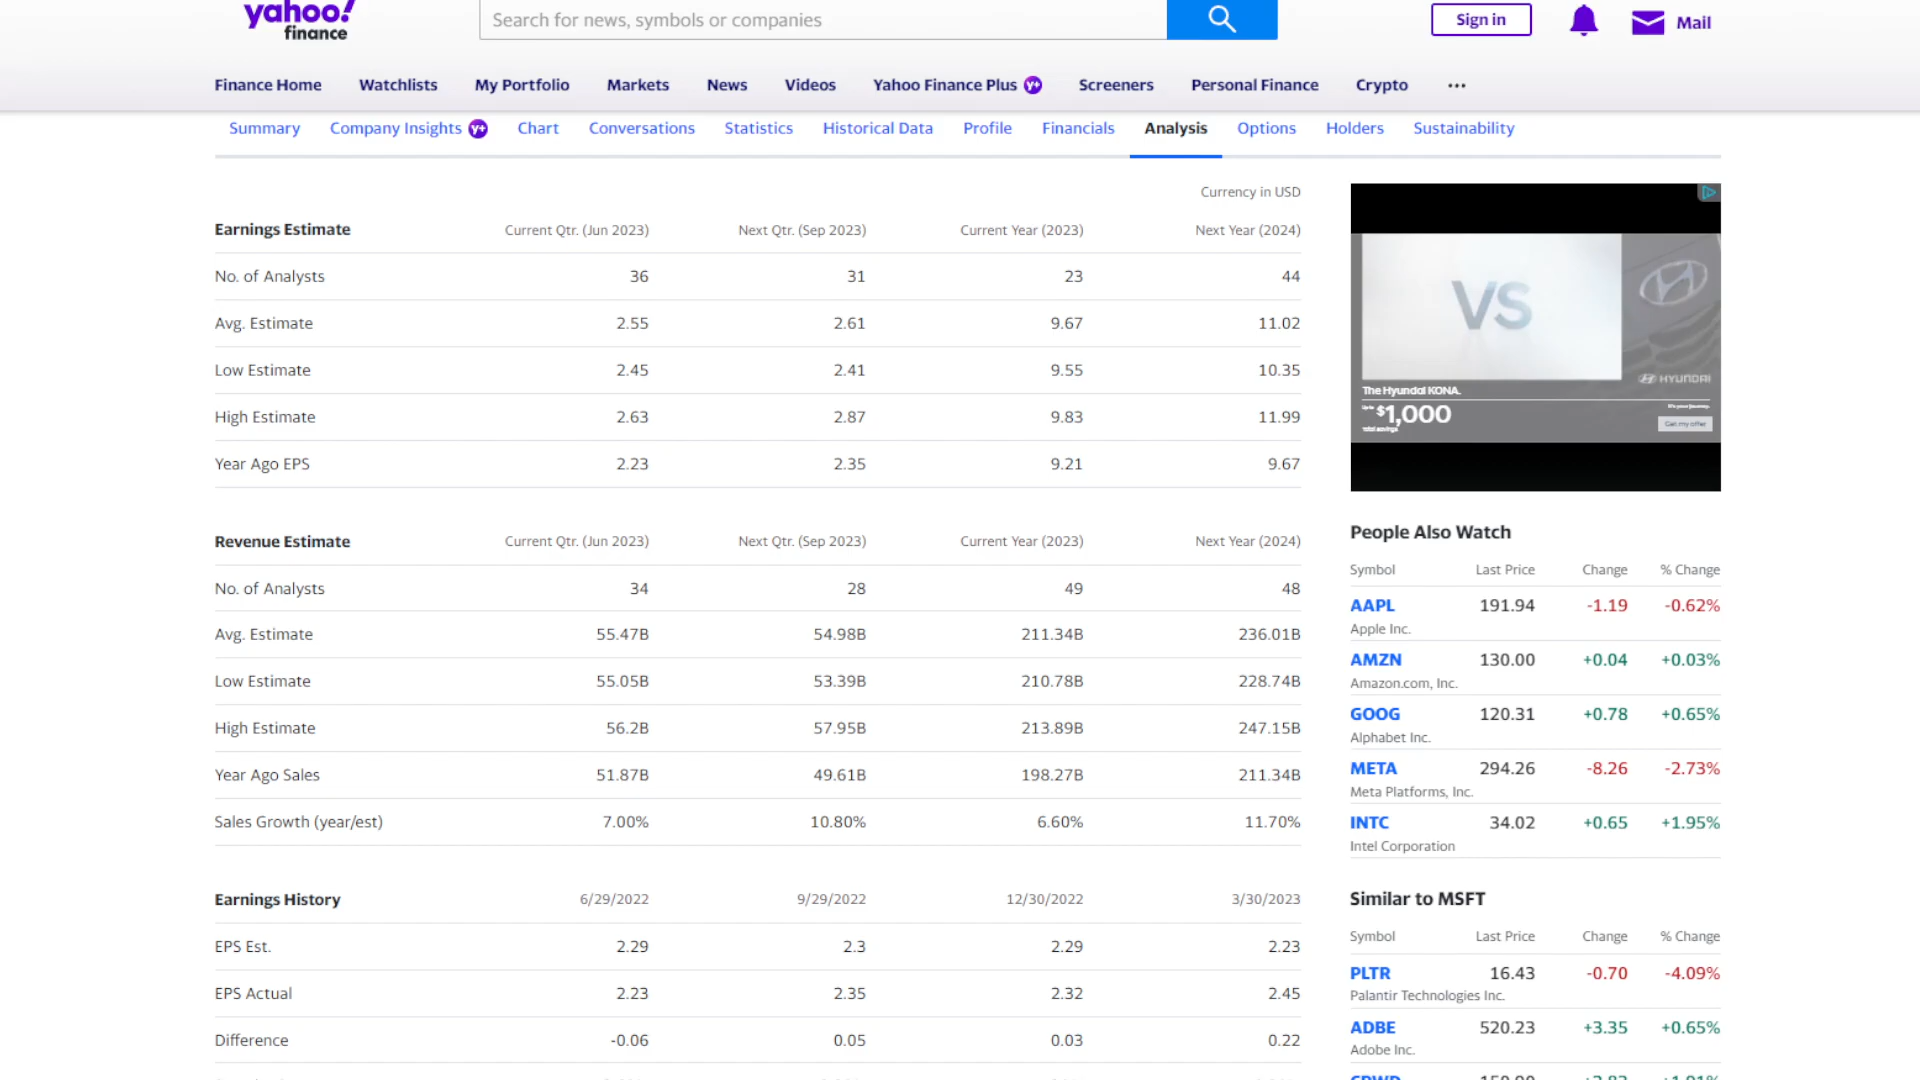 yahoo!
finance
Search for news, symbols or companies
Sign in
Mail
Finance Home Watchlists My Portfolio Markets News Videos Yahoo Finance Plus y+ Screeners Personal Finance Crypto ...
Summary Company Insights y+ Chart Conversations Statistics Historical Data Profile Financials Analysis Options Holders Sustainability
Currency in USD
Earnings Estimate Current Qtr. (Jun 2023) Next Qtr. (Sep 2023) Current Year (2023) Next Year (2024)
No. of Analysts 36 31 23 44
Avg. Estimate 2.55 2.61 9.67 11.02
Low Estimate 2.45 2.41 9.55 10.35
High Estimate 2.63 2.87 9.83 11.99
Year Ago EPS 2.23 2.35 9.21 9.67
Revenue Estimate Current Qtr. (Jun 2023) Next Qtr. (Sep 2023) Current Year (2023) Next Year (2024)
No. of Analysts 34 28 49 48
Avg. Estimate 55.47B 54.98B 211.34B 236.01B
Low Estimate 55.05B 53.39B 210.78B 228.74B
High Estimate 56.2B 57.95B 213.89B 247.15B
Year Ago Sales 51.87B 49.61B 198.27B 211.34B
Sales Growth (year/est) 7.00% 10.80% 6.60% 11.70%
Earnings History 6/29/2022 9/29/2022 12/30/2022 3/30/2023
EPS Est. 2.29 2.3 2.29 2.23
EPS Actual 2.23 2.35 2.32 2.45
Difference -0.06 0.05 0.03 0.22
VS
HYUNDAI
The Hyundai KONA.
Up to $1,000
total savings
It's your journey.
Get my offer
People Also Watch
Symbol Last Price Change % Change
AAPL 191.94 -1.19 -0.62%
Apple Inc.
AMZN 130.00 +0.04 +0.03%
Amazon.com, Inc.
GOOG 120.31 +0.78 +0.65%
Alphabet Inc.
META 294.26 -8.26 -2.73%
Meta Platforms, Inc.
INTC 34.02 +0.65 +1.95%
Intel Corporation
Similar to MSFT
Symbol Last Price Change % Change
PLTR 16.43 -0.70 -4.09%
Palantir Technologies Inc.
ADBE 520.23 +3.35 +0.65%
Adobe Inc.